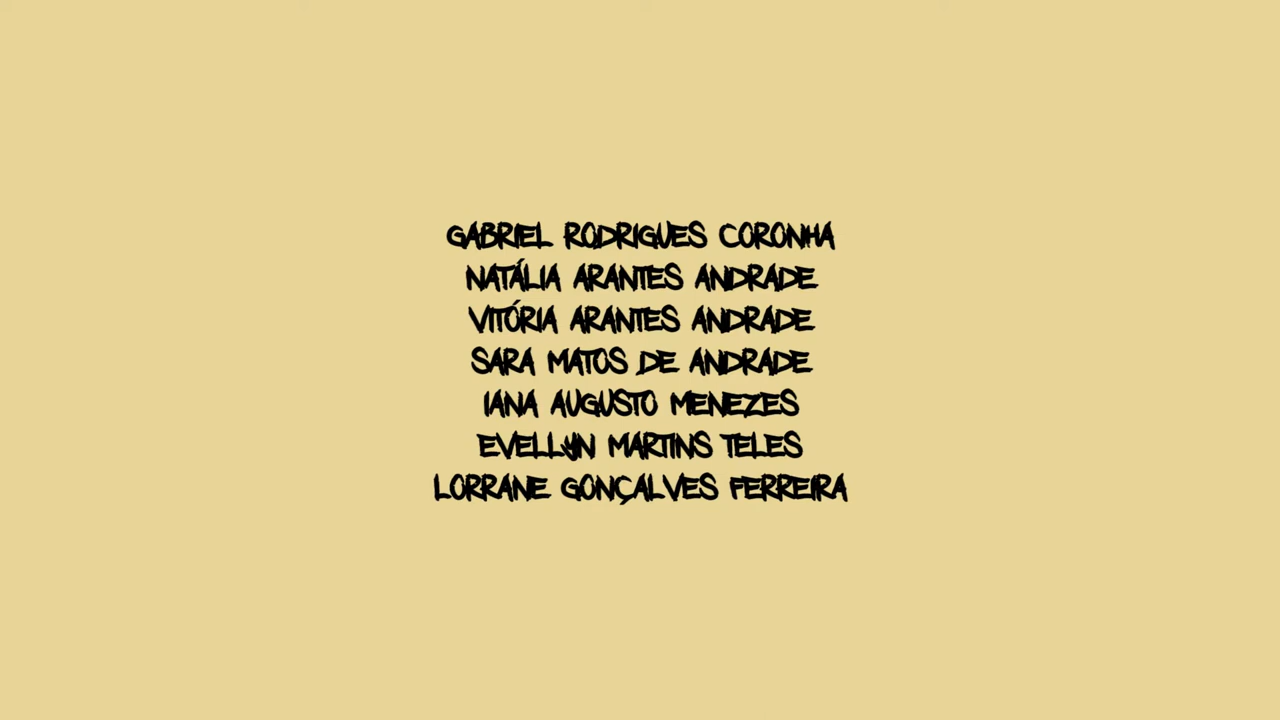 GABRIEL RODRIGUES CORONHA
NATÁLIA ARANTES ANDRADE
VITÓRIA ARANTES ANDRADE
SARA MATOS DE ANDRADE
IANA AUGUSTO MENEZES
EVELLYN MARTINS TELES
LORRANE GONÇALVES FERREIRA